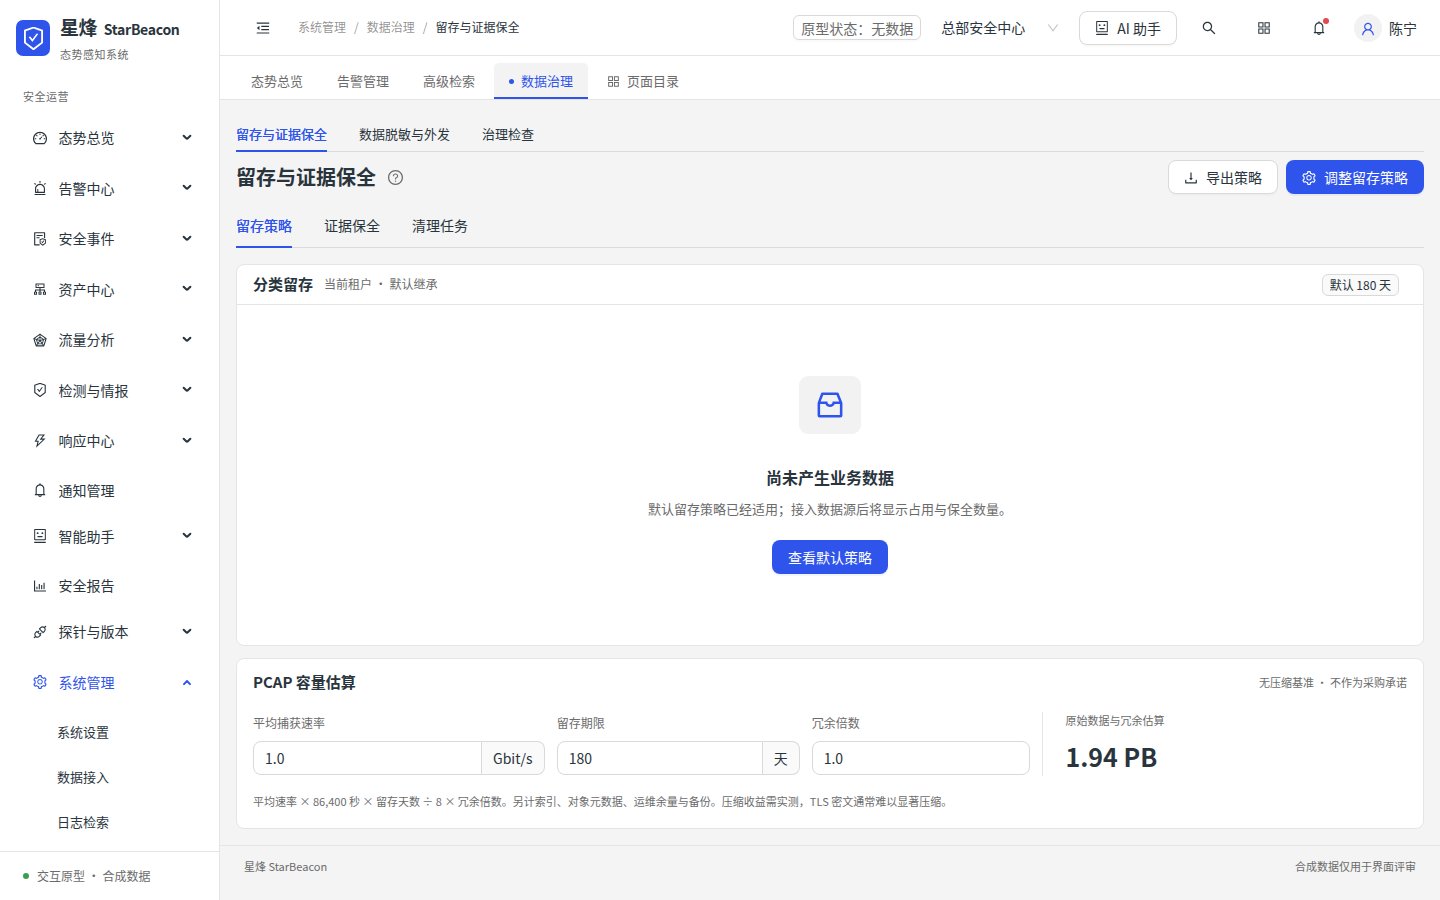 星烽 StarBeacon
态势感知系统
系统管理 / 数据治理 / 留存与证据保全
原型状态：无数据
总部安全中心
AI 助手
陈宁
态势总览 告警管理 高级检索 数据治理 页面目录
安全运营
态势总览
告警中心
安全事件
资产中心
流量分析
检测与情报
响应中心
通知管理
智能助手
安全报告
探针与版本
系统管理
系统设置
数据接入
日志检索
交互原型 · 合成数据
留存与证据保全 数据脱敏与外发 治理检查
留存与证据保全
导出策略 调整留存策略
留存策略 证据保全 清理任务
分类留存 当前租户 · 默认继承 默认 180 天
尚未产生业务数据
默认留存策略已经适用；接入数据源后将显示占用与保全数量。
查看默认策略
PCAP 容量估算 无压缩基准 · 不作为采购承诺
平均捕获速率 留存期限 冗余倍数 原始数据与冗余估算
1.0 Gbit/s 180 天 1.0 1.94 PB
平均速率 × 86,400 秒 × 留存天数 ÷ 8 × 冗余倍数。另计索引、对象元数据、运维余量与备份。压缩收益需实测，TLS 密文通常难以显著压缩。
星烽 StarBeacon 合成数据仅用于界面评审